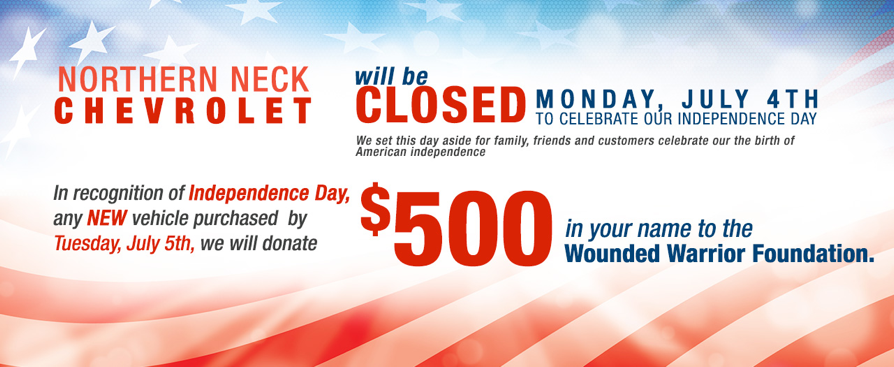 NORTHERN NECK
CHEVROLET
will be
CLOSED
MONDAY, JULY 4TH
TO CELEBRATE OUR INDEPENDENCE DAY
We set this day aside for family, friends and customers celebrate our the birth of
American independence
In recognition of Independence Day,
any NEW vehicle purchased by
Tuesday, July 5th, we will donate
$500
in your name to the
Wounded Warrior Foundation.